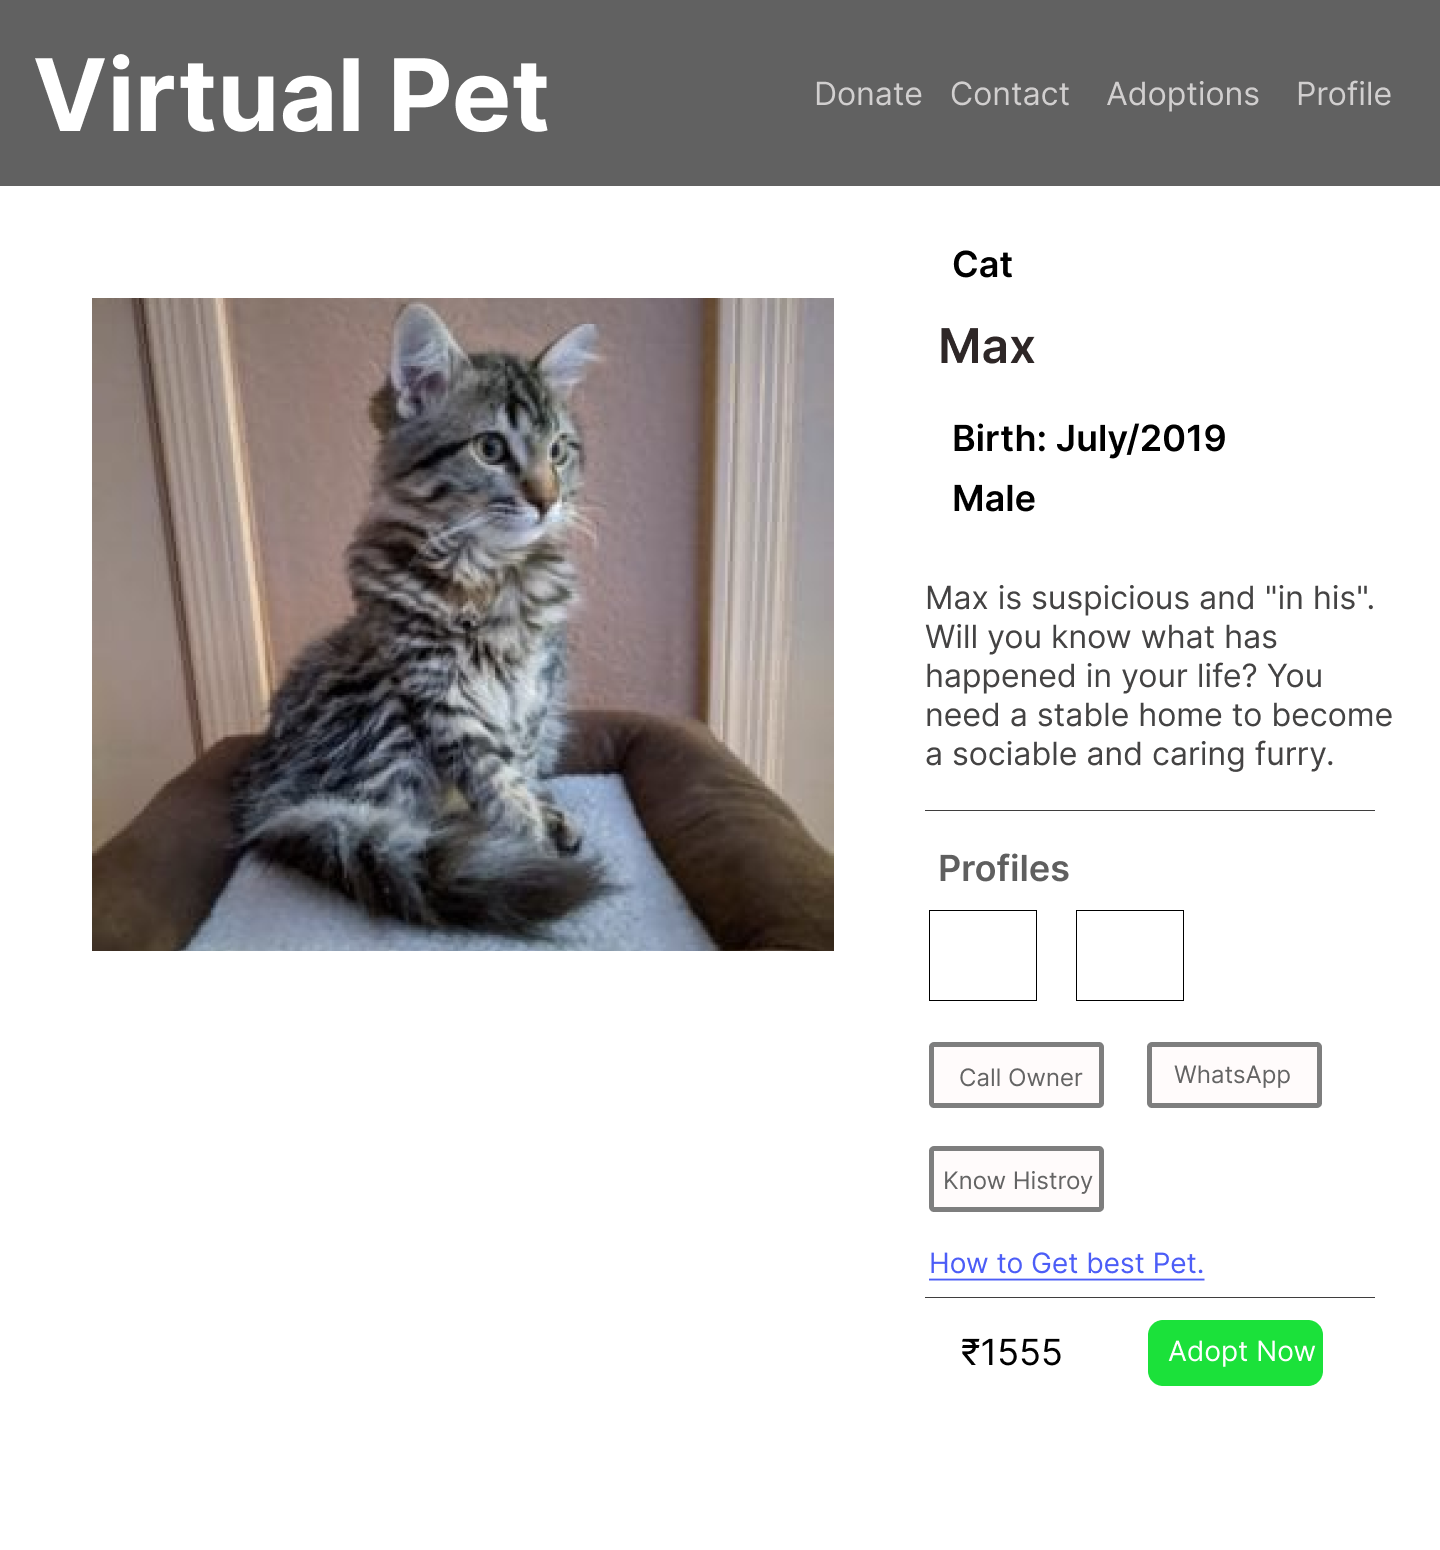 Virtual Pet
Donate Contact Adoptions Profile
Cat
Max
Birth: July/2019
Male
Max is suspicious and "in his".
Will you know what has
happened in your life? You
need a stable home to become
a sociable and caring furry.
Profiles
Call Owner
WhatsApp
Know Histroy
How to Get best Pet.
₹1555
Adopt Now